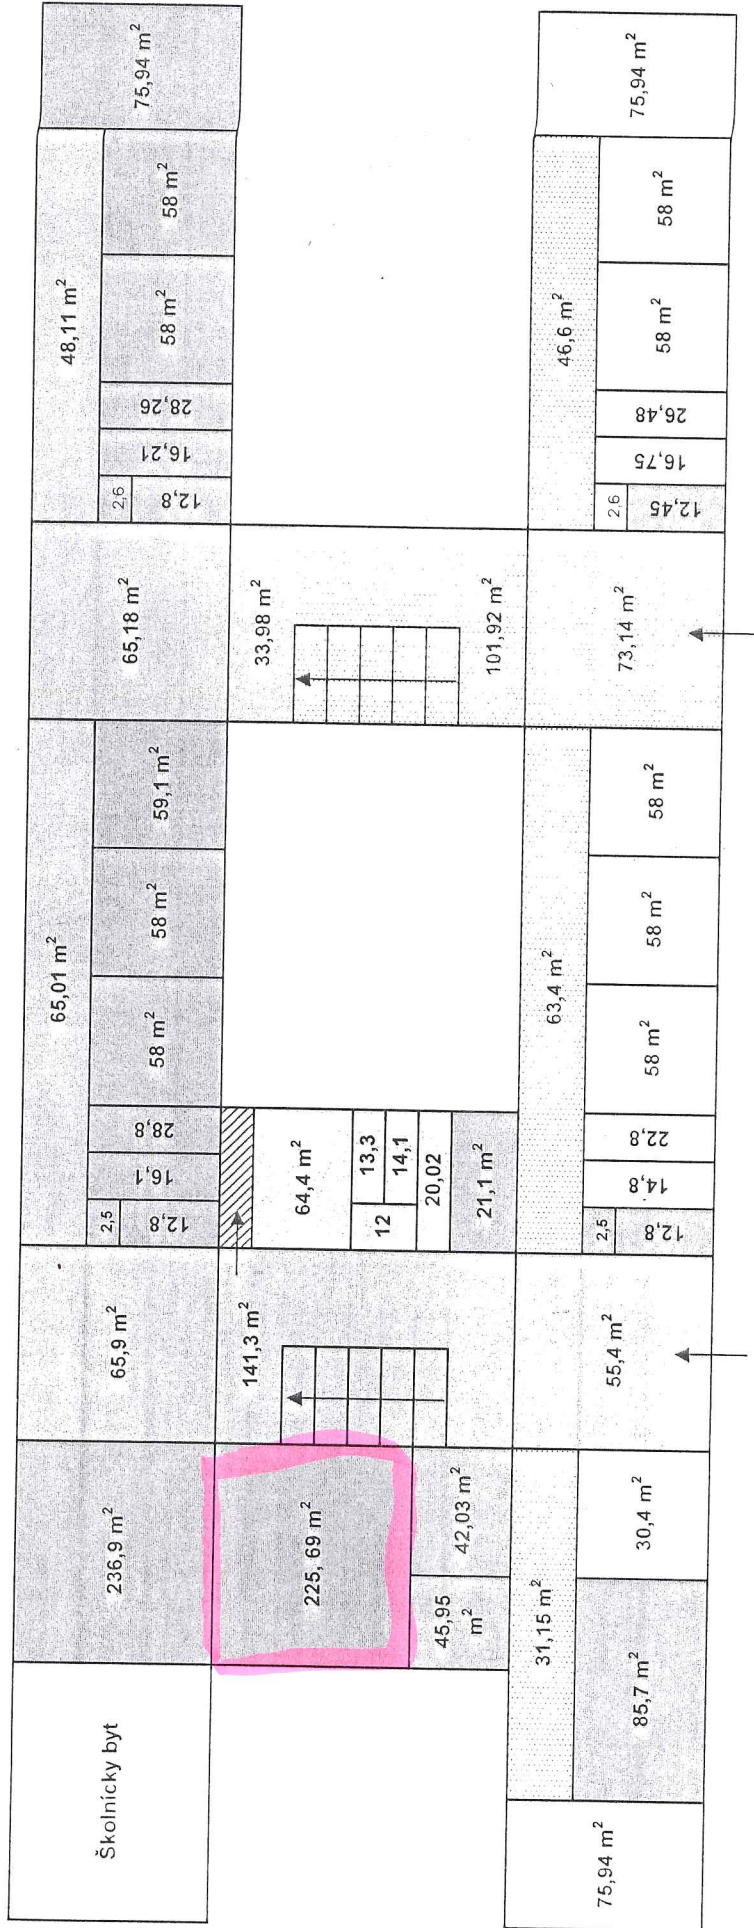 Školnícky byt
236,9 m²
65,9 m²
2,5
12,8
16,1
28,8
65,01 m²
58 m²
58 m²
59,1 m²
65,18 m²
2,6
12,8
16,21
28,26
48,11 m²
58 m²
58 m²
75,94 m²
225, 69 m²
45,95
m²
42,03 m²
141,3 m²
64,4 m²
12
13,3
14,1
20,02
21,1 m²
33,98 m²
101,92 m²
75,94 m²
31,15 m²
85,7 m²
30,4 m²
55,4 m²
2,5
12,8
14,8
22,8
63,4 m²
58 m²
58 m²
58 m²
73,14 m²
2,6
12,45
16,75
26,48
46,6 m²
58 m²
58 m²
75,94 m²